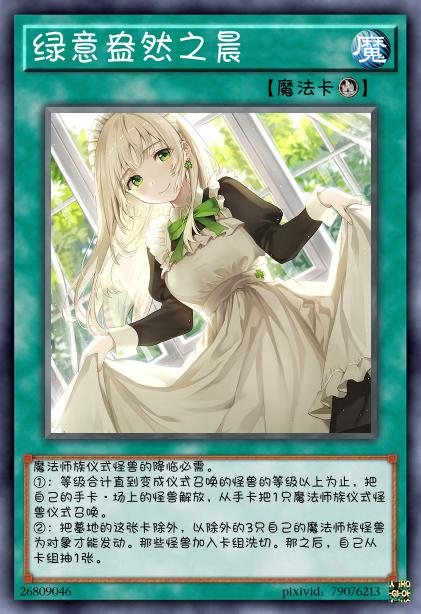 绿意盎然之晨
魔
【魔法卡】
魔法师族仪式怪兽的降临必需。
①：等级合计直到变成仪式召唤的怪兽的等级以上为止，把
自己的手卡·场上的怪兽解放，从手卡把1只魔法师族仪式怪
兽仪式召唤。
②：把墓地的这张卡除外，以除外的3只自己的魔法师族怪兽
为对象才能发动。那些怪兽加入卡组洗切。那之后，自己从
卡组抽1张。
26809046 pixivid: 79076213